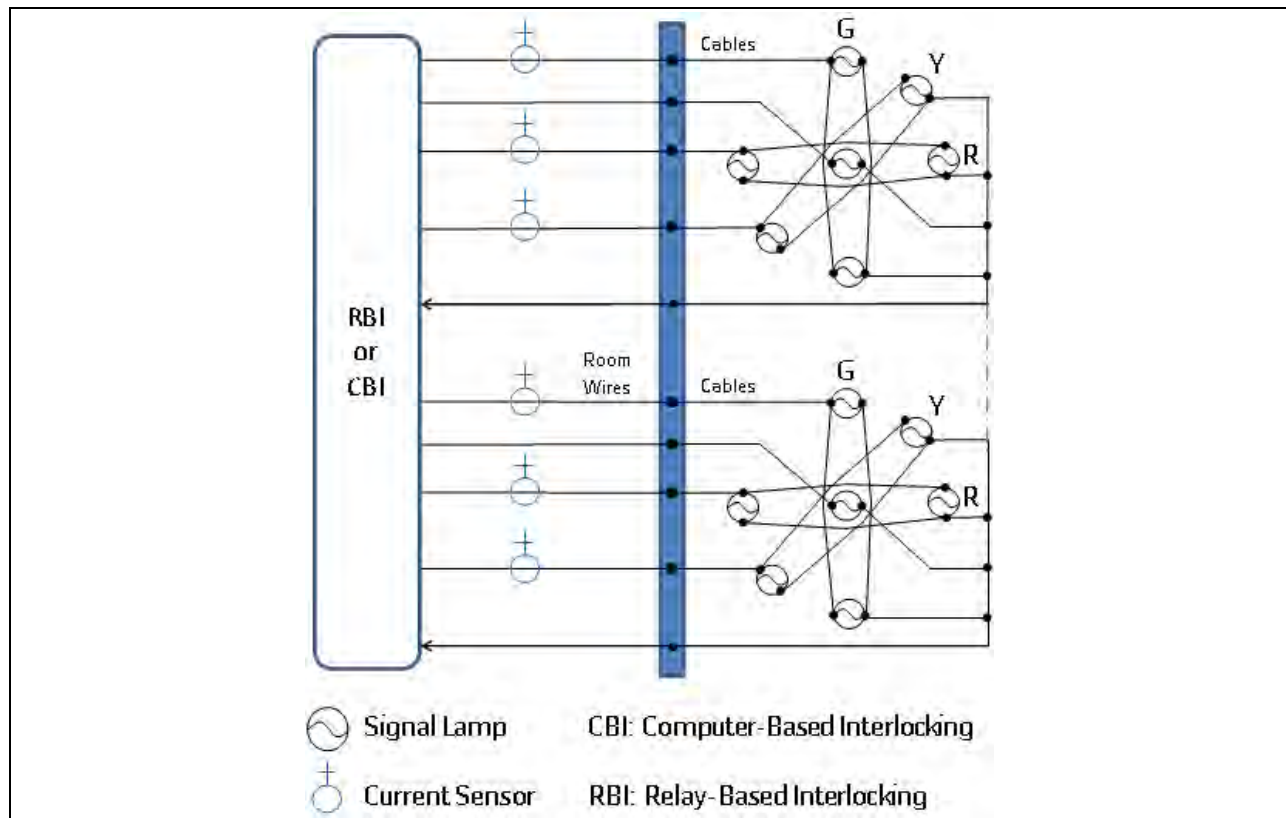 G
Cables
Y
R
RBI
or
CBI
Room
Wires
Cables
G
Y
R
Signal Lamp
CBI: Computer-Based Interlocking
Current Sensor
RBI: Relay-Based Interlocking